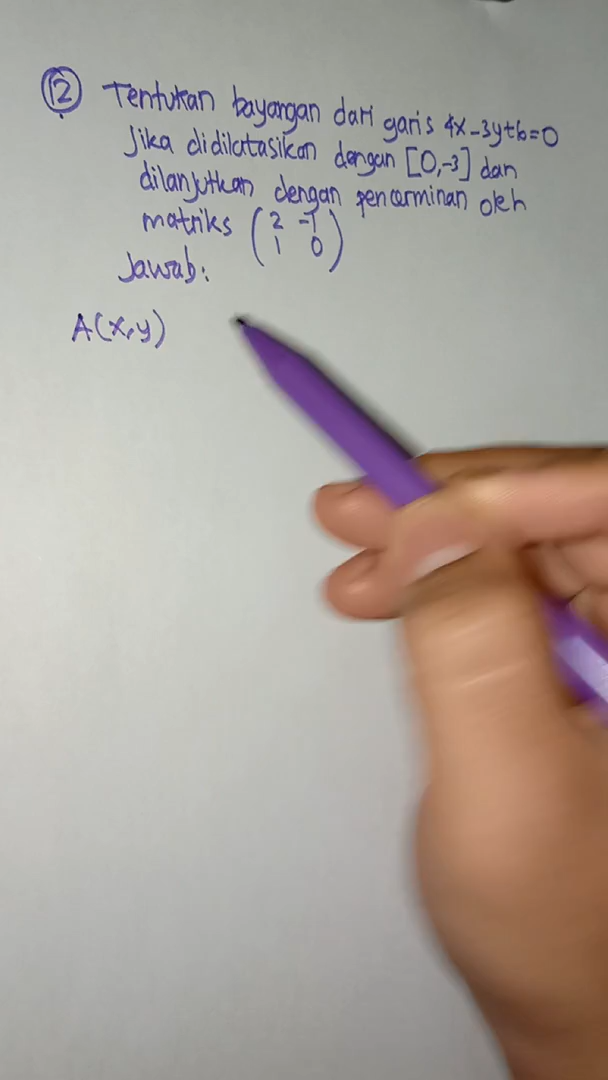 12 Tentukan bayangan dari garis 4x-3y+6=0
Jika didilatasikan dengan [0,-3] dan
dilanjutkan dengan pencerminan oleh
matriks (2 -1
1 0)
Jawab:
A(x,y)